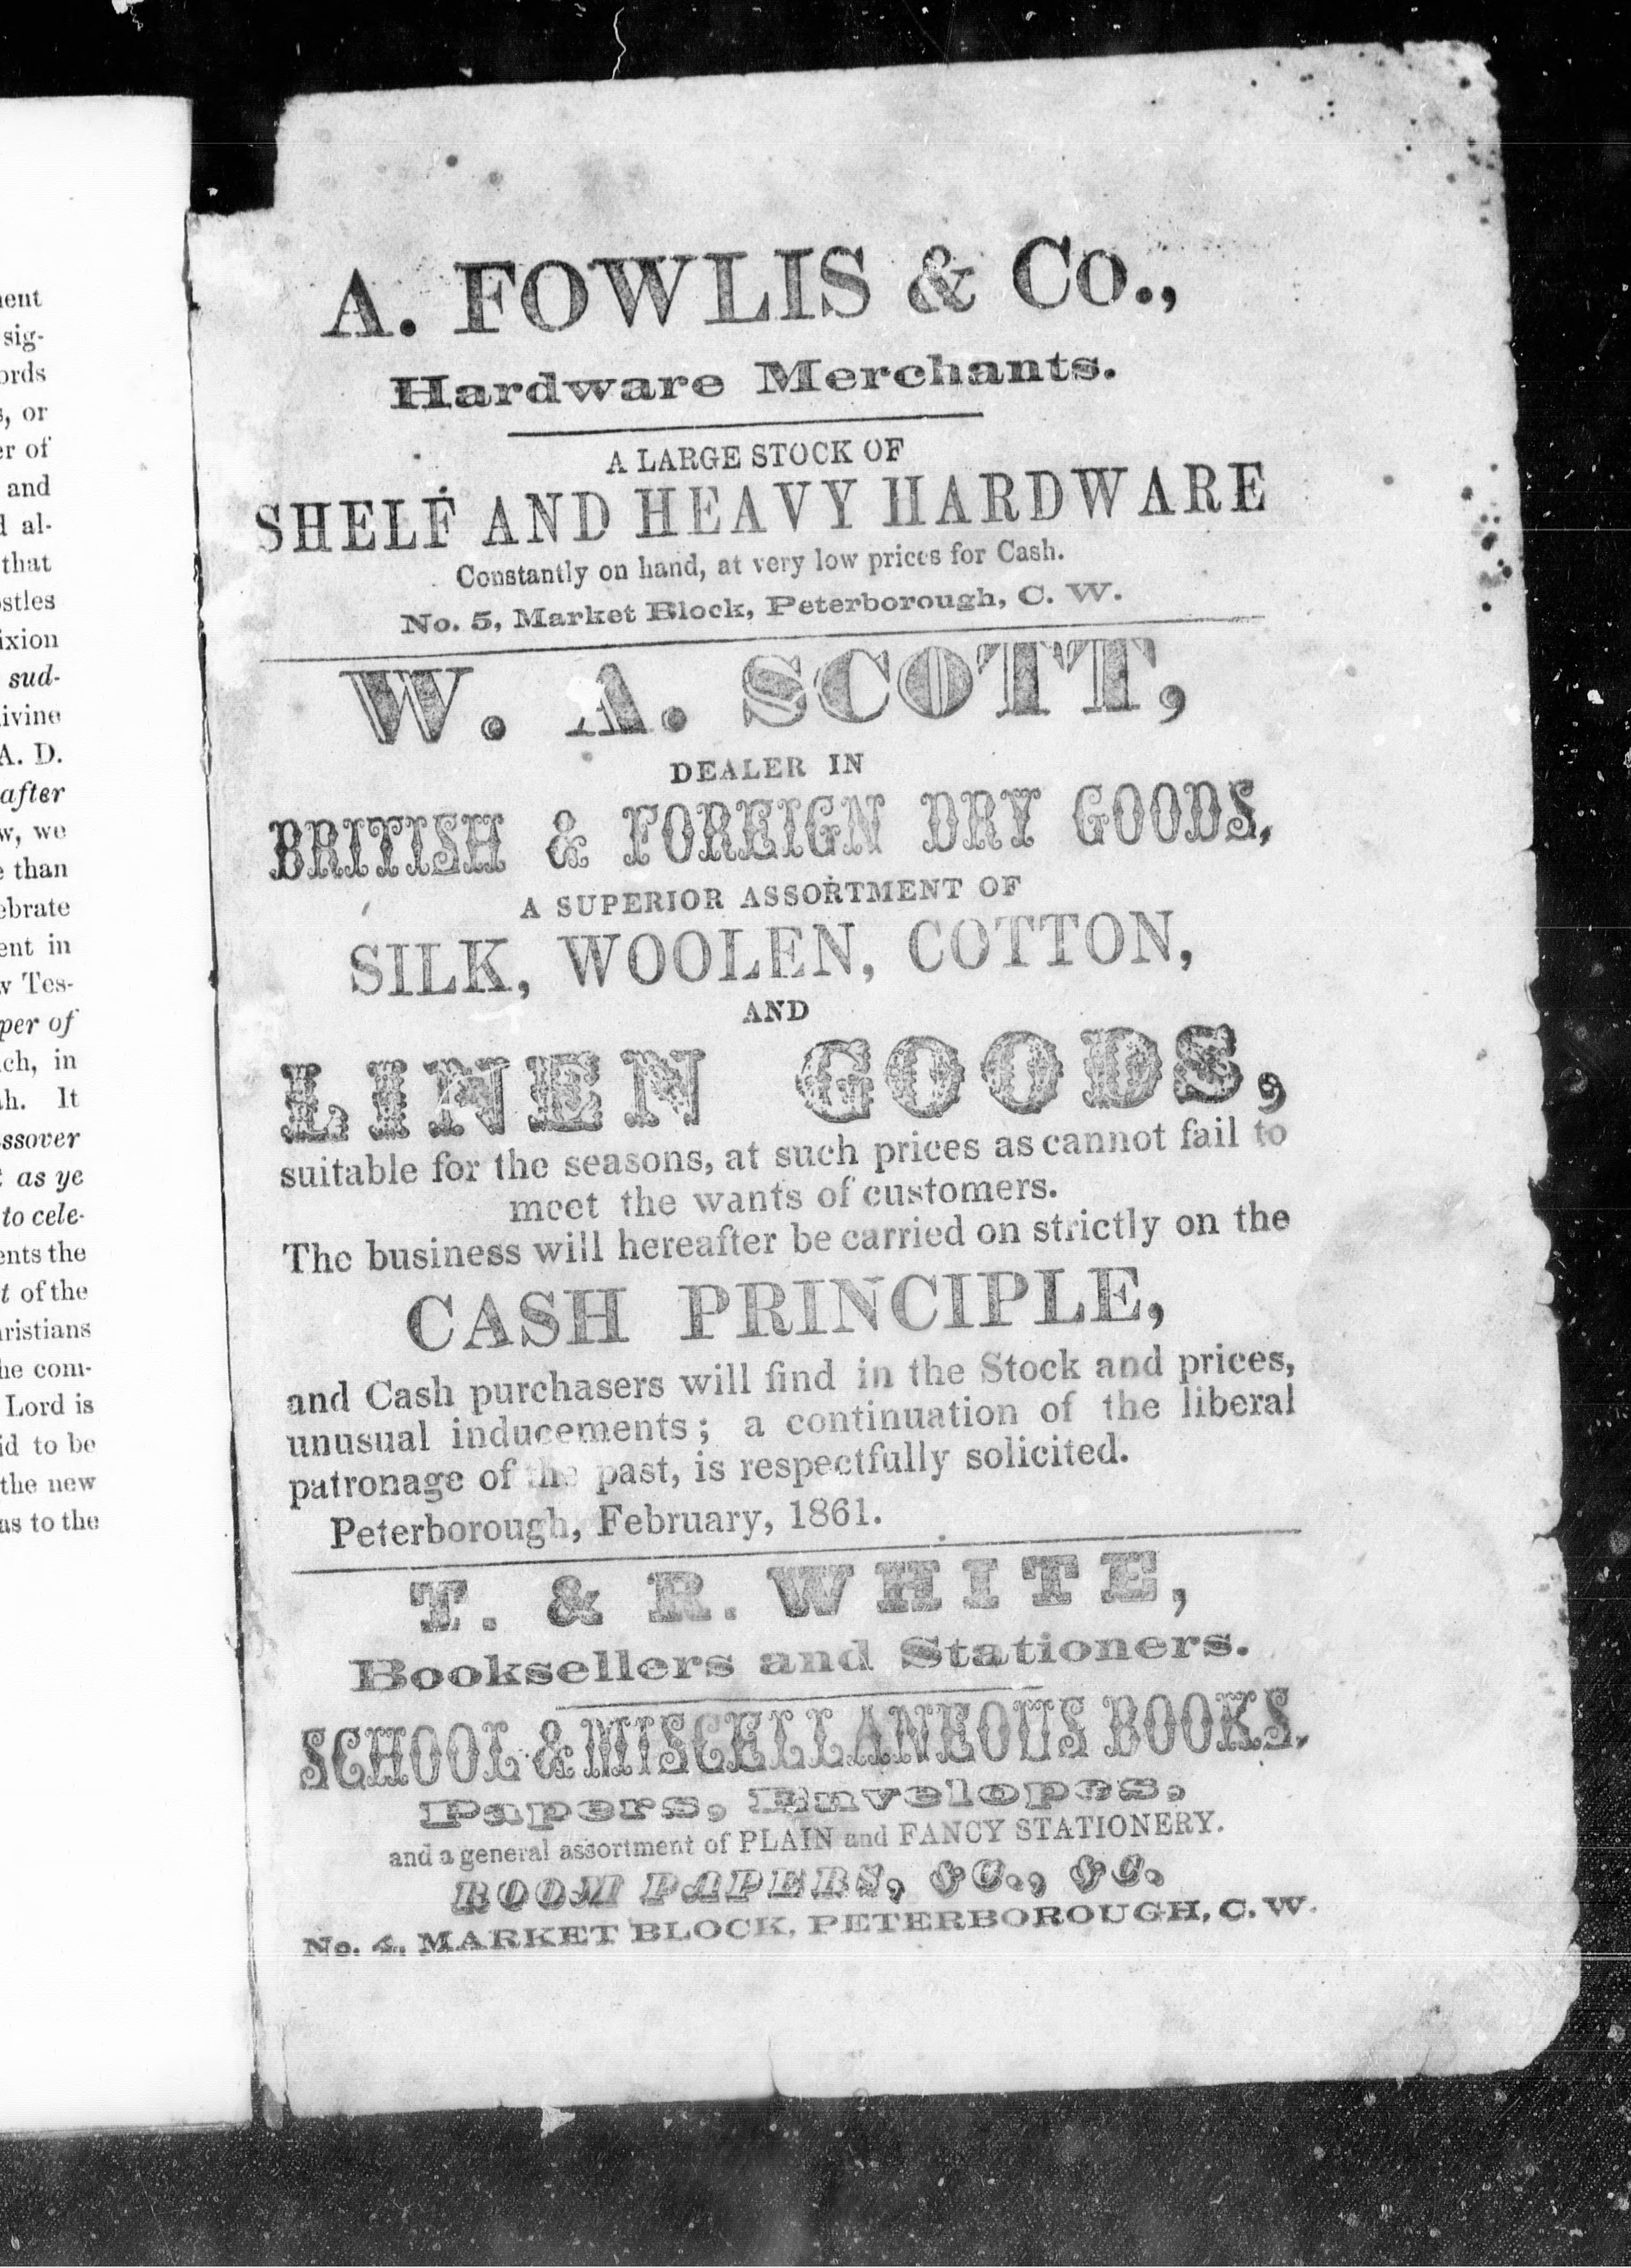 ent
sig-
ords
s, or
er of
and
d al-
that
ostles
ixion
sud-
ivine
A. D.
after
w, we
e than
ebrate
ent in
w Tes-
per of
ch, in
ah. It
ssover
as ye
to cele-
ents the
t of the
ristians
he com-
Lord is
id to be
the new
as to the
A. FOWLIS & Co.,
Hardware Merchants.
A LARGE STOCK OF
SHELF AND HEAVY HARDWARE
Constantly on hand, at very low prices for Cash.
No. 5, Market Block, Peterborough, C. W.
W. A. SCOTT,
DEALER IN
BRITISH & FOREIGN DRY GOODS,
A SUPERIOR ASSORTMENT OF
SILK, WOOLEN, COTTON,
AND
LINEN GOODS,
suitable for the seasons, at such prices as cannot fail to
meet the wants of customers.
The business will hereafter be carried on strictly on the
CASH PRINCIPLE,
and Cash purchasers will find in the Stock and prices,
unusual inducements; a continuation of the liberal
patronage of the past, is respectfully solicited.
Peterborough, February, 1861.
T. & R. WHITE,
Booksellers and Stationers.
SCHOOL & MISCELLANEOUS BOOKS.
Papers, Envelopes,
and a general assortment of PLAIN and FANCY STATIONERY.
ROOM PAPERS, &C., &C.
No. 4, MARKET BLOCK, PETERBOROUGH, C. W.